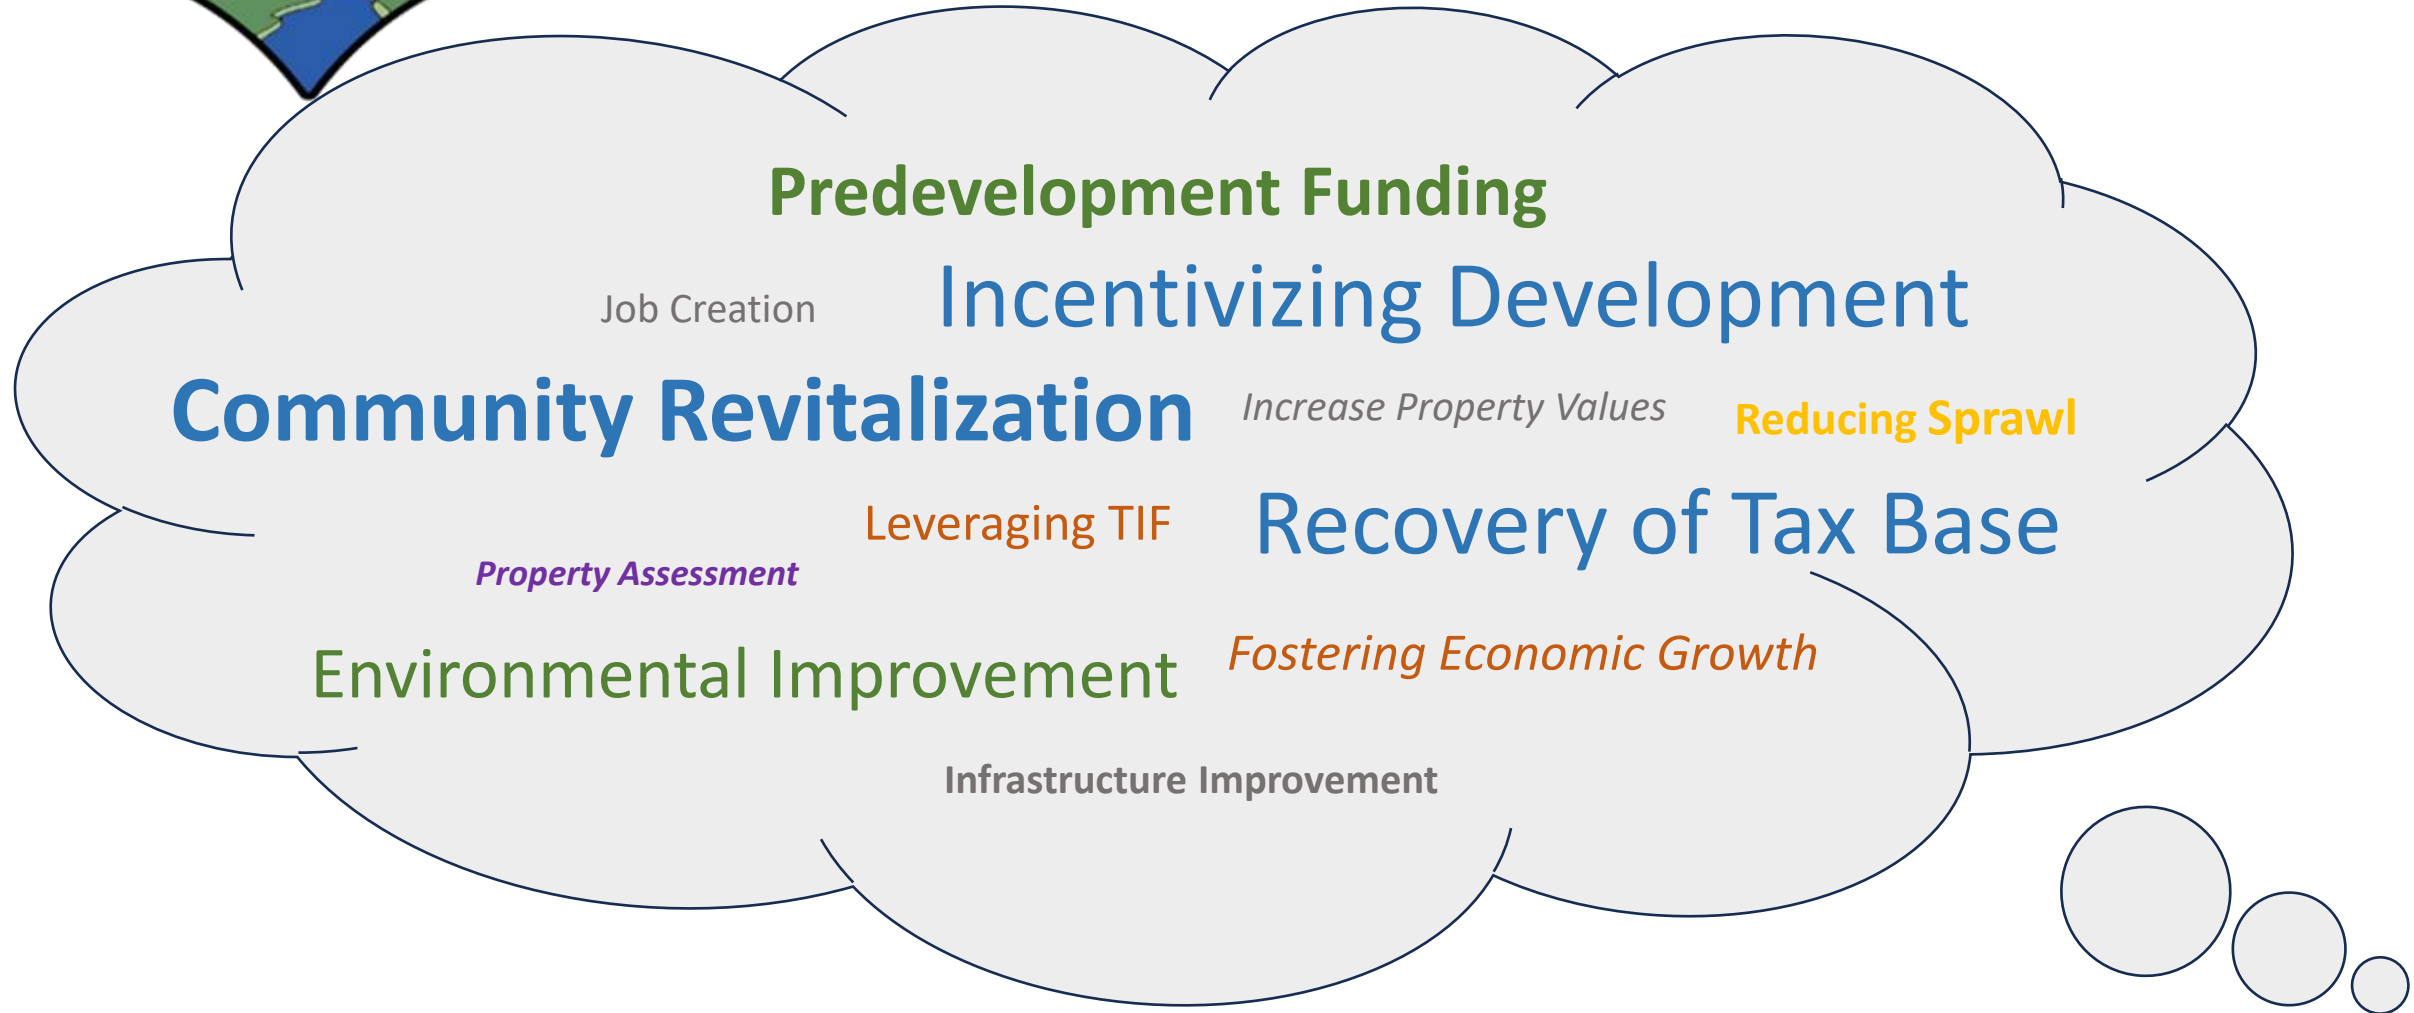 Predevelopment Funding
Job Creation
Incentivizing Development
Community Revitalization
Increase Property Values
Reducing Sprawl
Leveraging TIF
Recovery of Tax Base
Property Assessment
Environmental Improvement
Fostering Economic Growth
Infrastructure Improvement